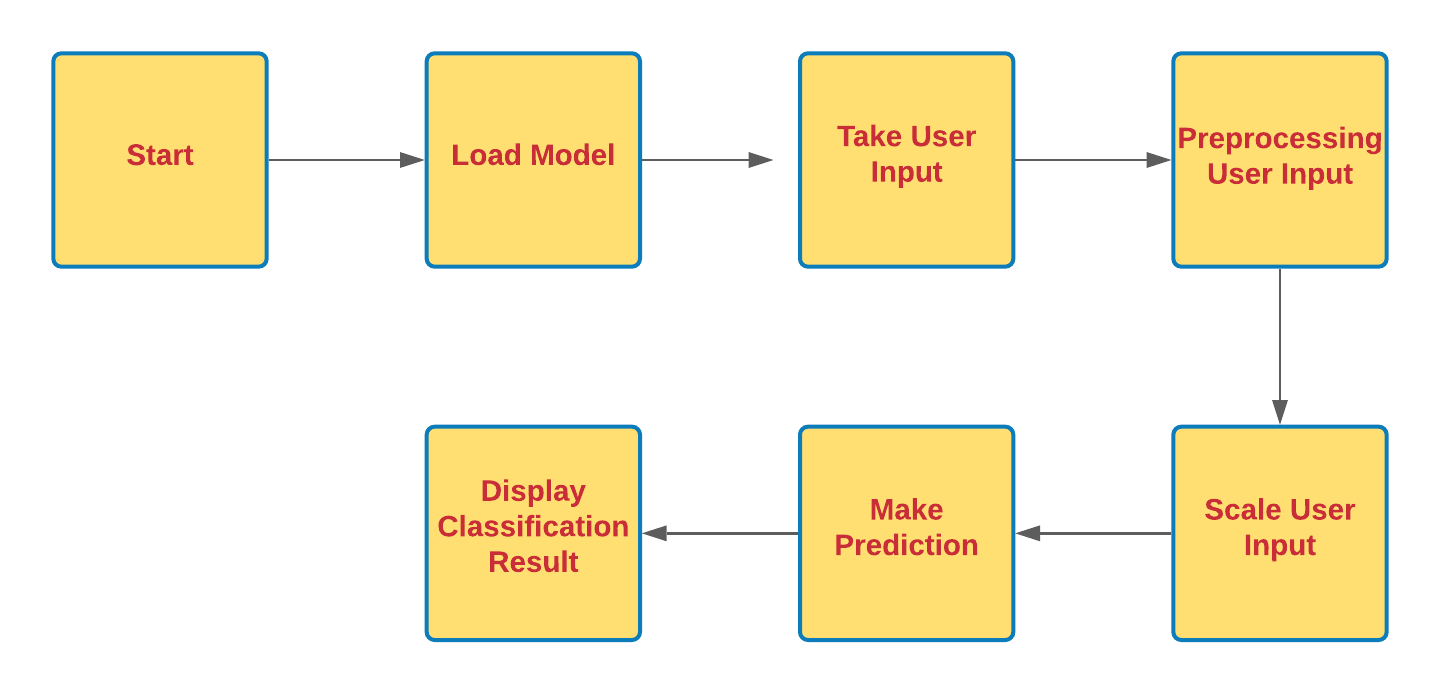 Start
Load Model
Take User
Input
Preprocessing
User Input
Scale User
Input
Make
Prediction
Display
Classification
Result